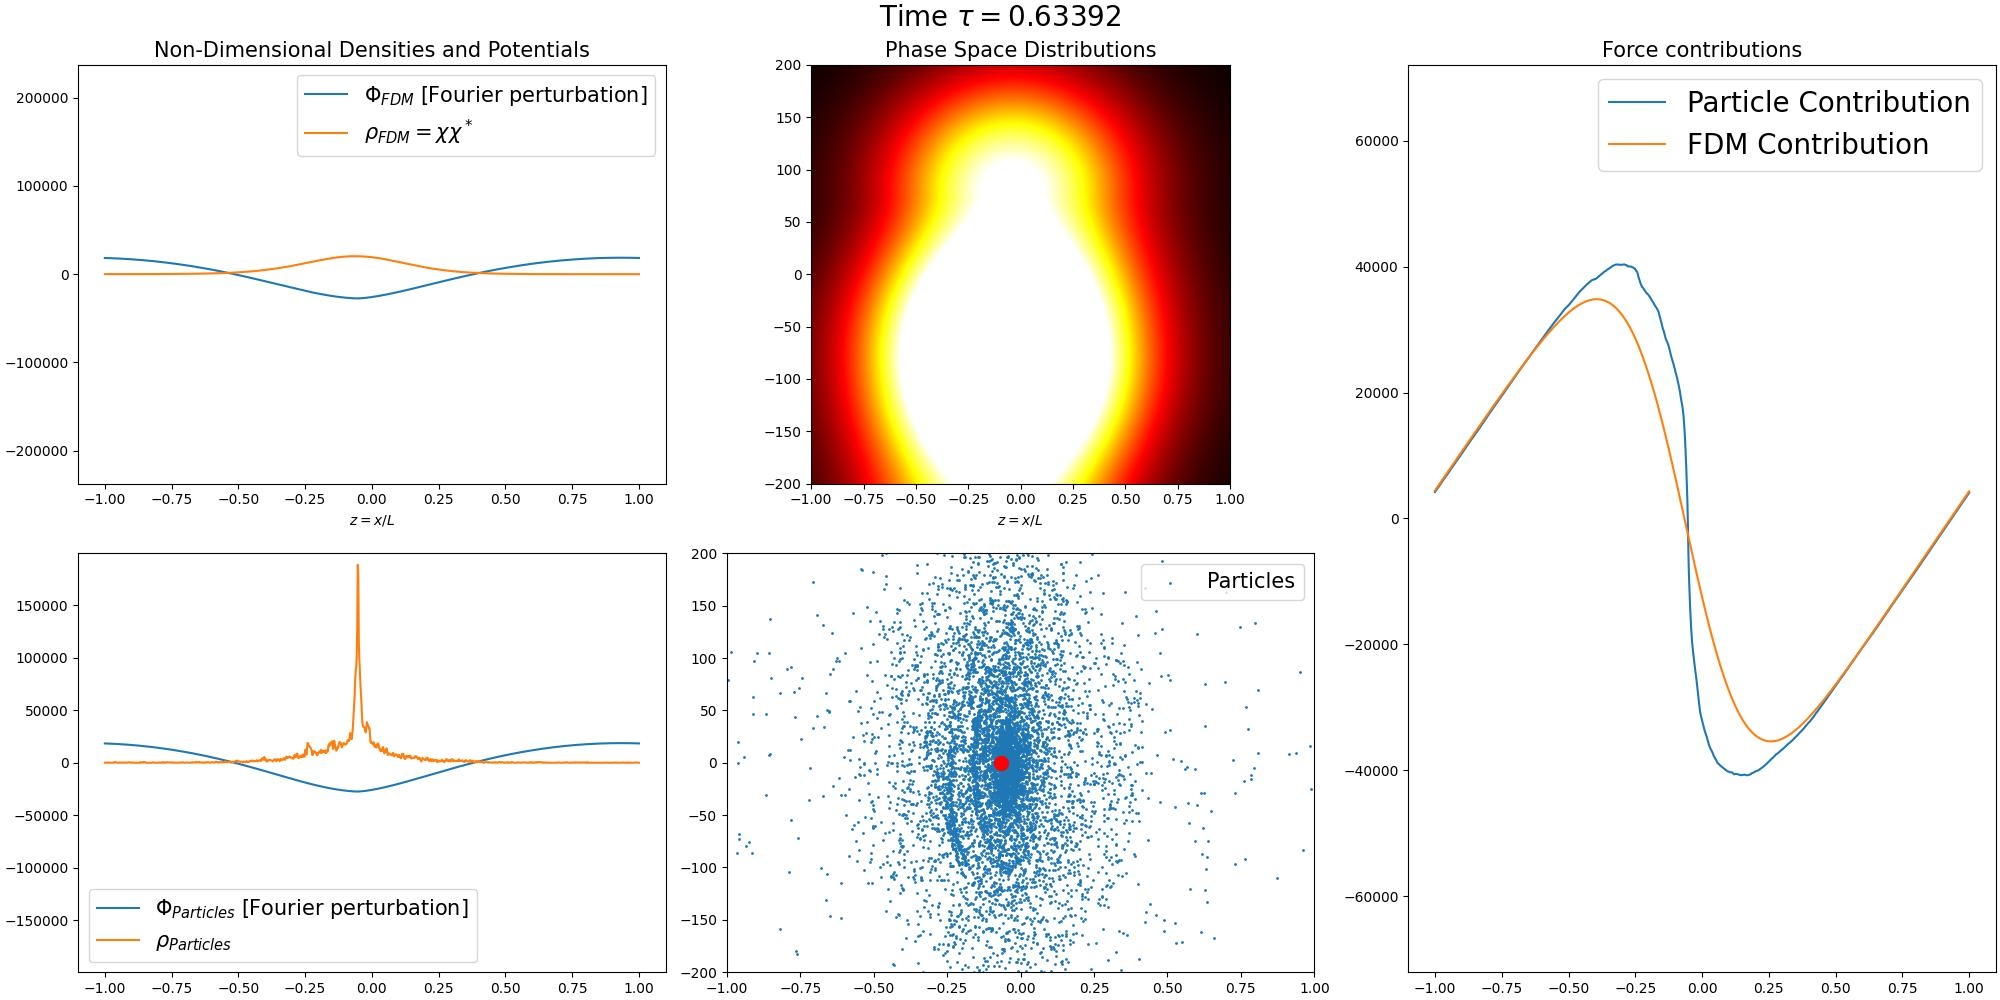 Time τ = 0.63392
Non-Dimensional Densities and Potentials
200000
100000
0
−100000
−200000
Φ_FDM [Fourier perturbation]
ρ_FDM = χχ*
−1.00 −0.75 −0.50 −0.25 0.00 0.25 0.50 0.75 1.00
z = x/L
Phase Space Distributions
200
150
100
50
0
−50
−100
−150
−200
−1.00 −0.75 −0.50 −0.25 0.00 0.25 0.50 0.75 1.00
z = x/L
Force contributions
Particle Contribution
FDM Contribution
60000
40000
20000
0
−20000
−40000
−60000
−1.00 −0.75 −0.50 −0.25 0.00 0.25 0.50 0.75 1.00
150000
100000
50000
0
−50000
−100000
−150000
Φ_Particles [Fourier perturbation]
ρ_Particles
−1.00 −0.75 −0.50 −0.25 0.00 0.25 0.50 0.75 1.00
Particles
200
150
100
50
0
−50
−100
−150
−200
−1.00 −0.75 −0.50 −0.25 0.00 0.25 0.50 0.75 1.00